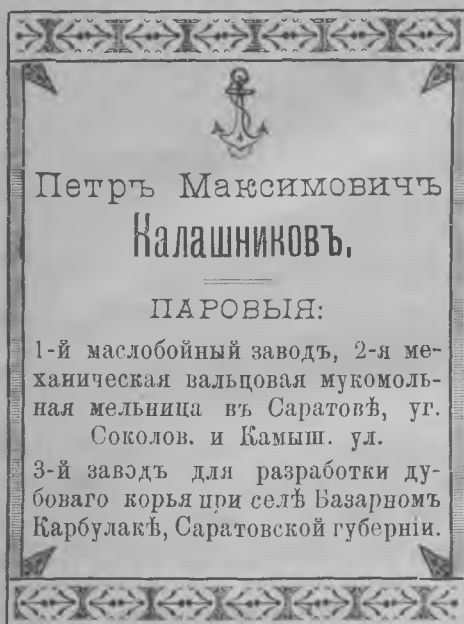 Петръ Максимовичъ
Калашниковъ,
ПАРОВЫЯ:
1-й маслобойный заводъ, 2-я ме-
ханическая вальцовая мукомоль-
ная мельница въ Саратовѣ, уг.
Соколов. и Камыш. ул.
3-й заводъ для разработки ду-
боваго корья при селѣ Базарномъ
Карбулакѣ, Саратовской губерніи.